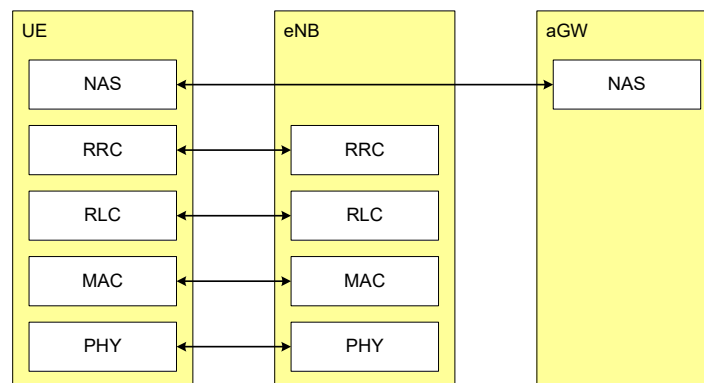 UE eNB aGW
NAS NAS
RRC RRC
RLC RLC
MAC MAC
PHY PHY